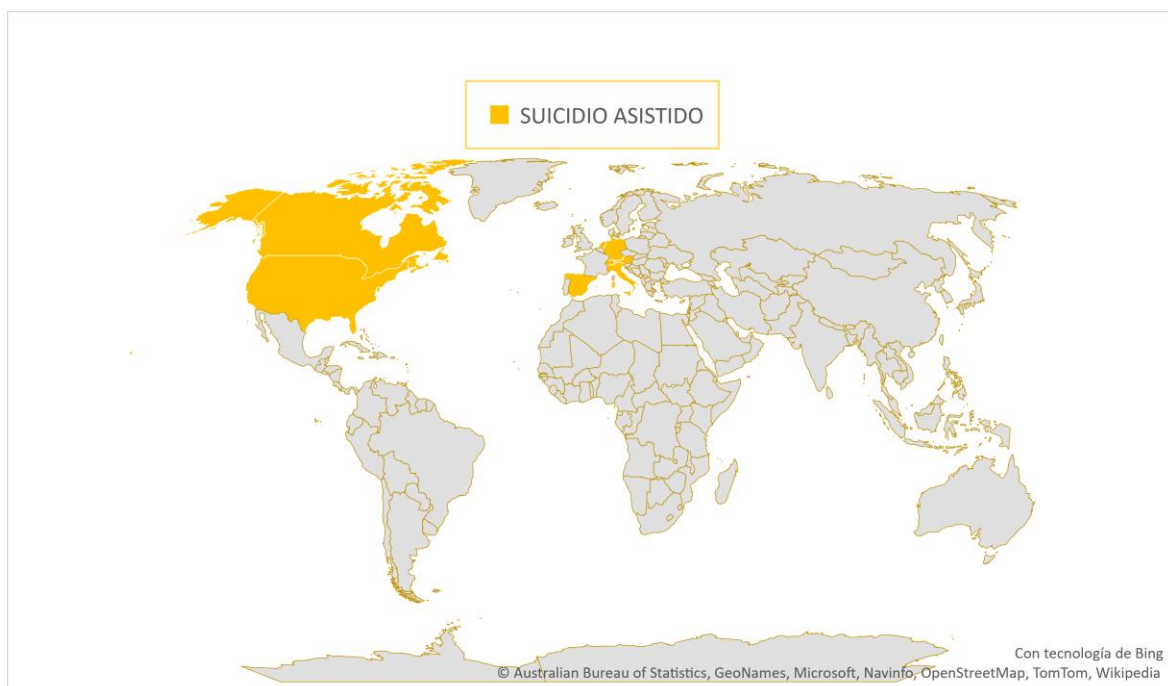 SUICIDIO ASISTIDO
Con tecnología de Bing
© Australian Bureau of Statistics, GeoNames, Microsoft, Navinfo, OpenStreetMap, TomTom, Wikipedia